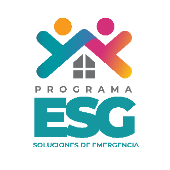 PROGRAMA
ESG
SOLUCIONES DE EMERGENCIA